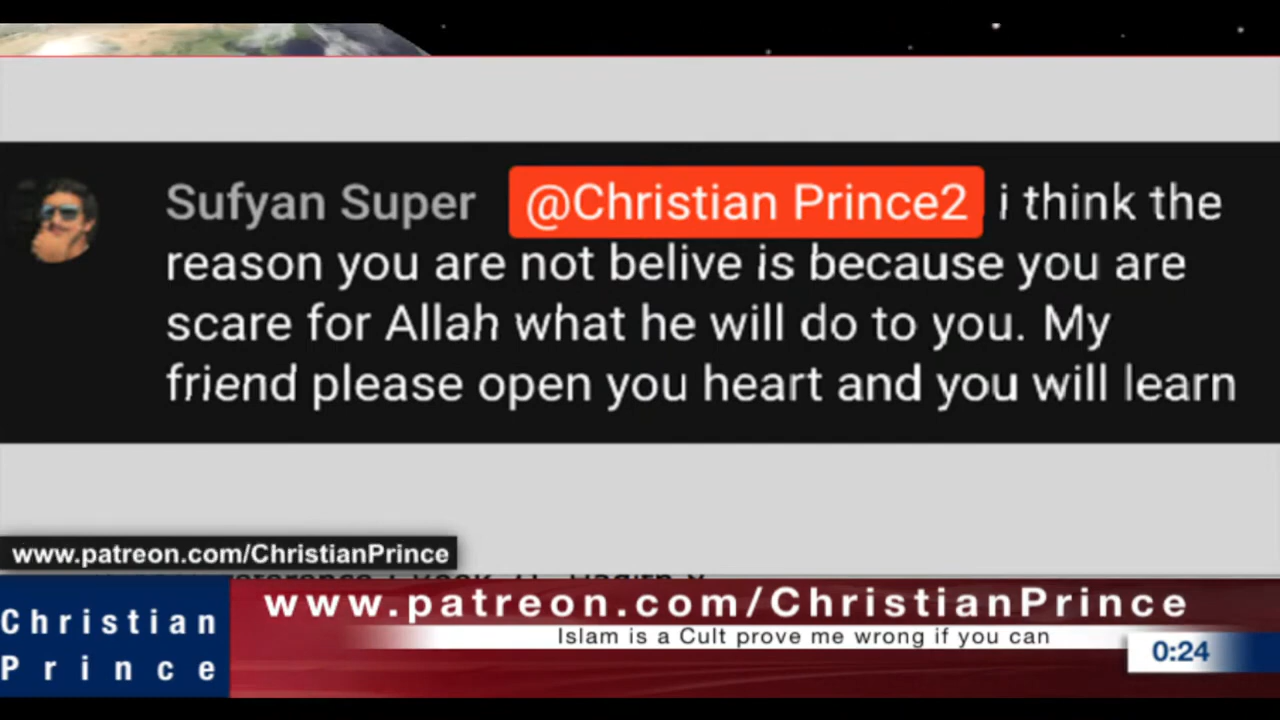 Sufyan Super @Christian Prince2 i think the
reason you are not belive is because you are
scare for Allah what he will do to you. My
friend please open you heart and you will learn
www.patreon.com/ChristianPrince
Christian
Prince
www.patreon.com/ChristianPrince
Islam is a Cult prove me wrong if you can
0:24